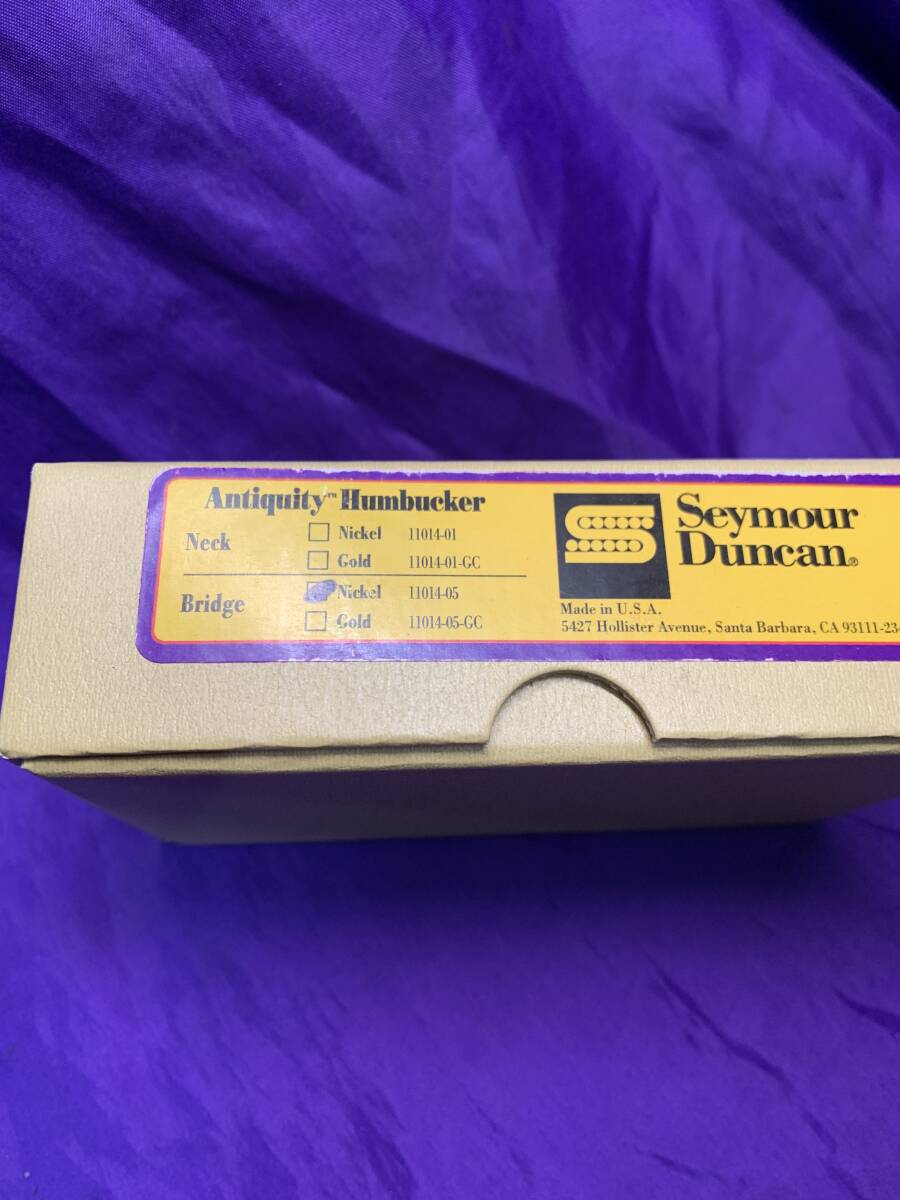 Antiquity™ Humbucker
Neck
Nickel 11014-01
Gold 11014-01-GC
Bridge
Nickel 11014-05
Gold 11014-05-GC
Seymour
Duncan®
Made in U.S.A.
5427 Hollister Avenue, Santa Barbara, CA 93111-23